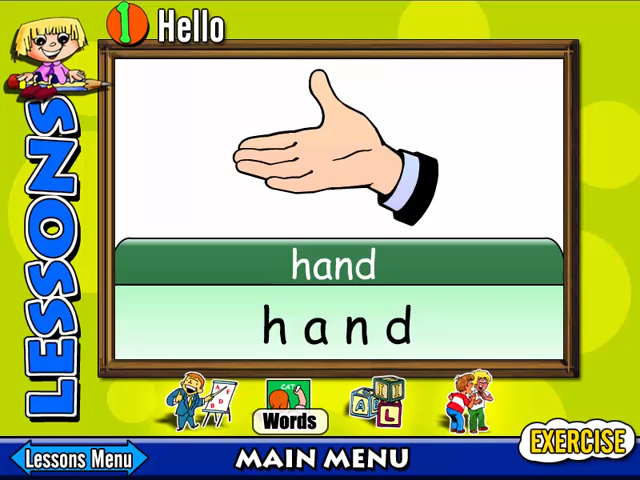 1 Hello
LESSONS
hand
h a n d
CAT
Words
Lessons Menu
MAIN MENU
EXERCISE